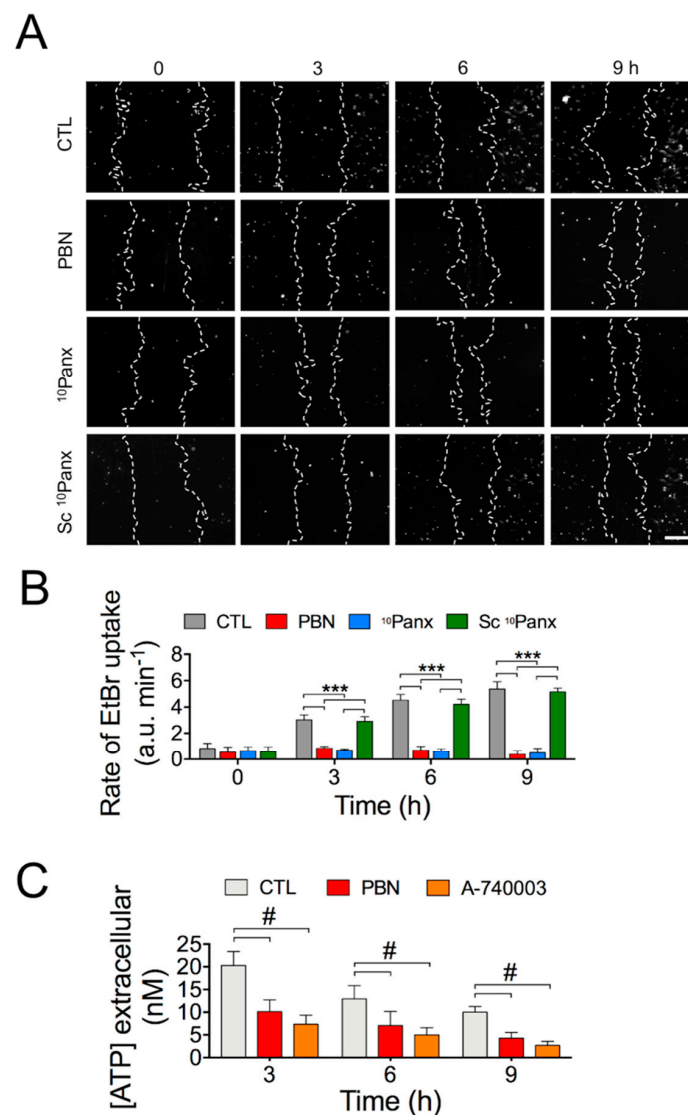 A
0 3 6 9 h
CTL
PBN
¹⁰Panx
Sc ¹⁰Panx
B
CTL PBN ¹⁰Panx Sc ¹⁰Panx
Rate of EtBr uptake
(a.u. min⁻¹)
8
6
4
2
0
*** *** ***
0 3 6 9
Time (h)
C
CTL PBN A-740003
[ATP] extracellular
(nM)
25
20
15
10
5
0
# # #
3 6 9
Time (h)